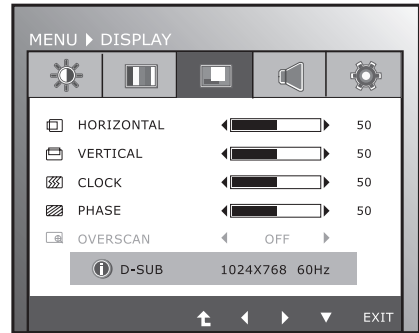 MENU DISPLAY
HORIZONTAL 50
VERTICAL 50
CLOCK 50
PHASE 50
OVERSCAN OFF
D-SUB 1024X768 60Hz
EXIT